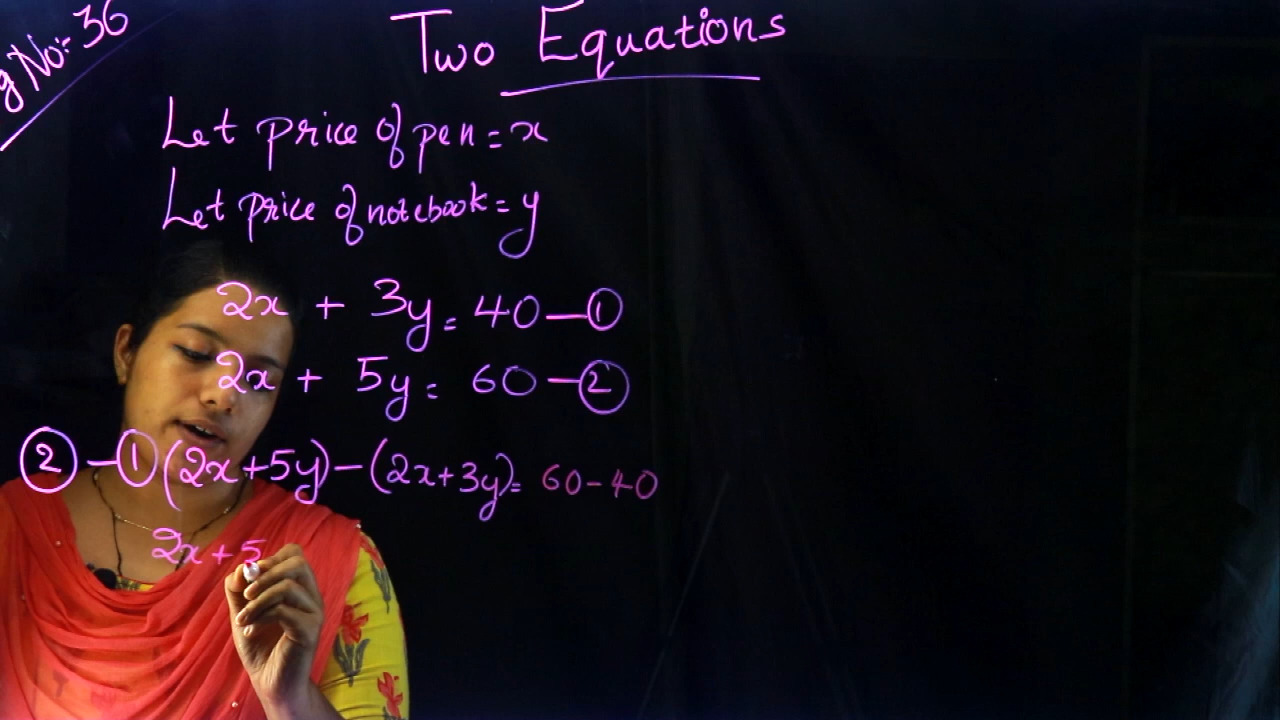 g No:- 36
Two Equations
Let price of pen = x
Let price of notebook = y
2x + 3y = 40 — ①
2x + 5y = 60 — ②
② - ① (2x+5y) - (2x+3y) = 60 - 40
2x + 5